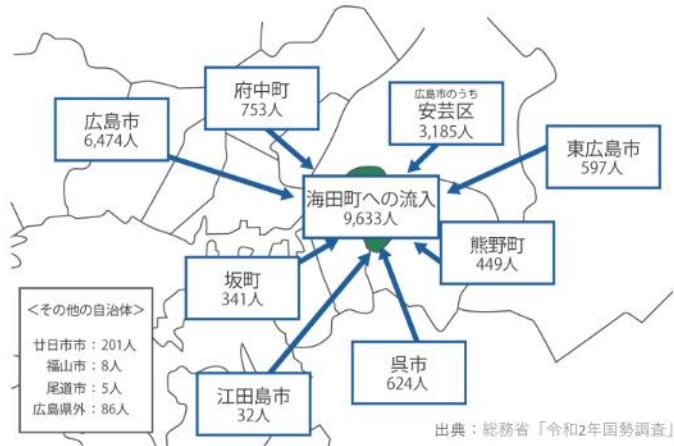 府中町
753人
広島市のうち
安芸区
3,185人
広島市
6,474人
東広島市
597人
海田町への流入
9,633人
熊野町
449人
坂町
341人
＜その他の自治体＞
廿日市市：201人
福山市：8人
尾道市：5人
広島県外：86人
江田島市
32人
呉市
624人
出典：総務省「令和2年国勢調査」